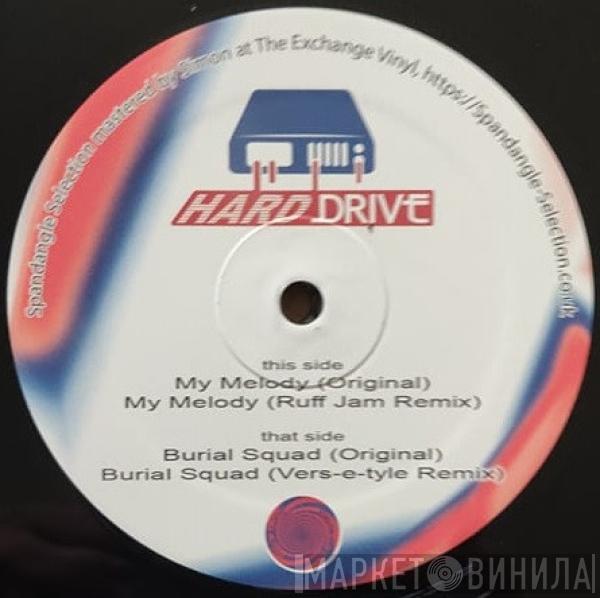 Spandangle Selection mastered by Simon at The Exchange Vinyl, https://Spandangle-Selection.co.uk
HARD DRIVE
this side
My Melody (Original)
My Melody (Ruff Jam Remix)
that side
Burial Squad (Original)
Burial Squad (Vers-e-tyle Remix)
МАРКЕТ ВИНИЛА